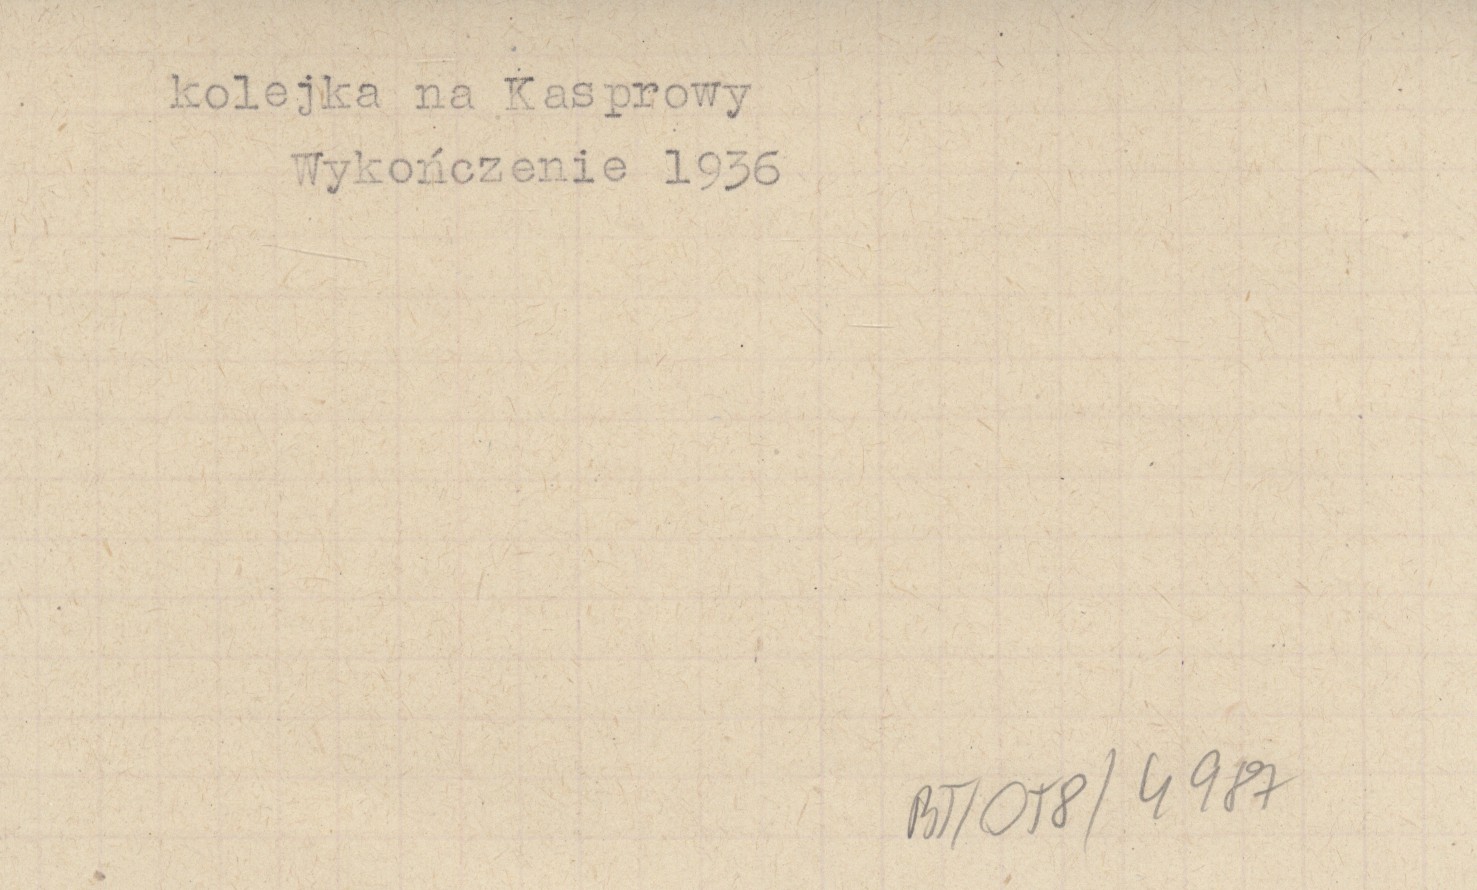 kolejka na Kasprowy
Wykończenie 1936
BT/OT8/4987